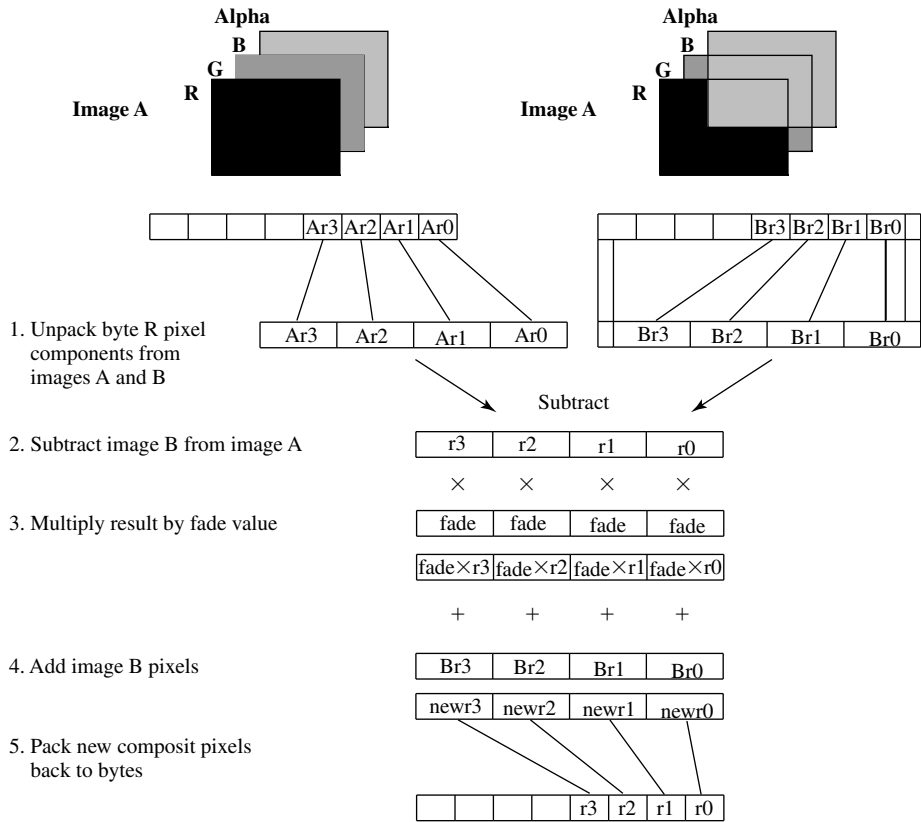 Alpha
B
G
R
Image A
Alpha
B
G
R
Image A
Ar3 Ar2 Ar1 Ar0
Br3 Br2 Br1 Br0
1. Unpack byte R pixel
components from
images A and B
Ar3 Ar2 Ar1 Ar0
Br3 Br2 Br1 Br0
Subtract
2. Subtract image B from image A
r3 r2 r1 r0
× × × ×
3. Multiply result by fade value
fade fade fade fade
fade×r3 fade×r2 fade×r1 fade×r0
+ + + +
4. Add image B pixels
Br3 Br2 Br1 Br0
newr3 newr2 newr1 newr0
5. Pack new composit pixels
back to bytes
r3 r2 r1 r0